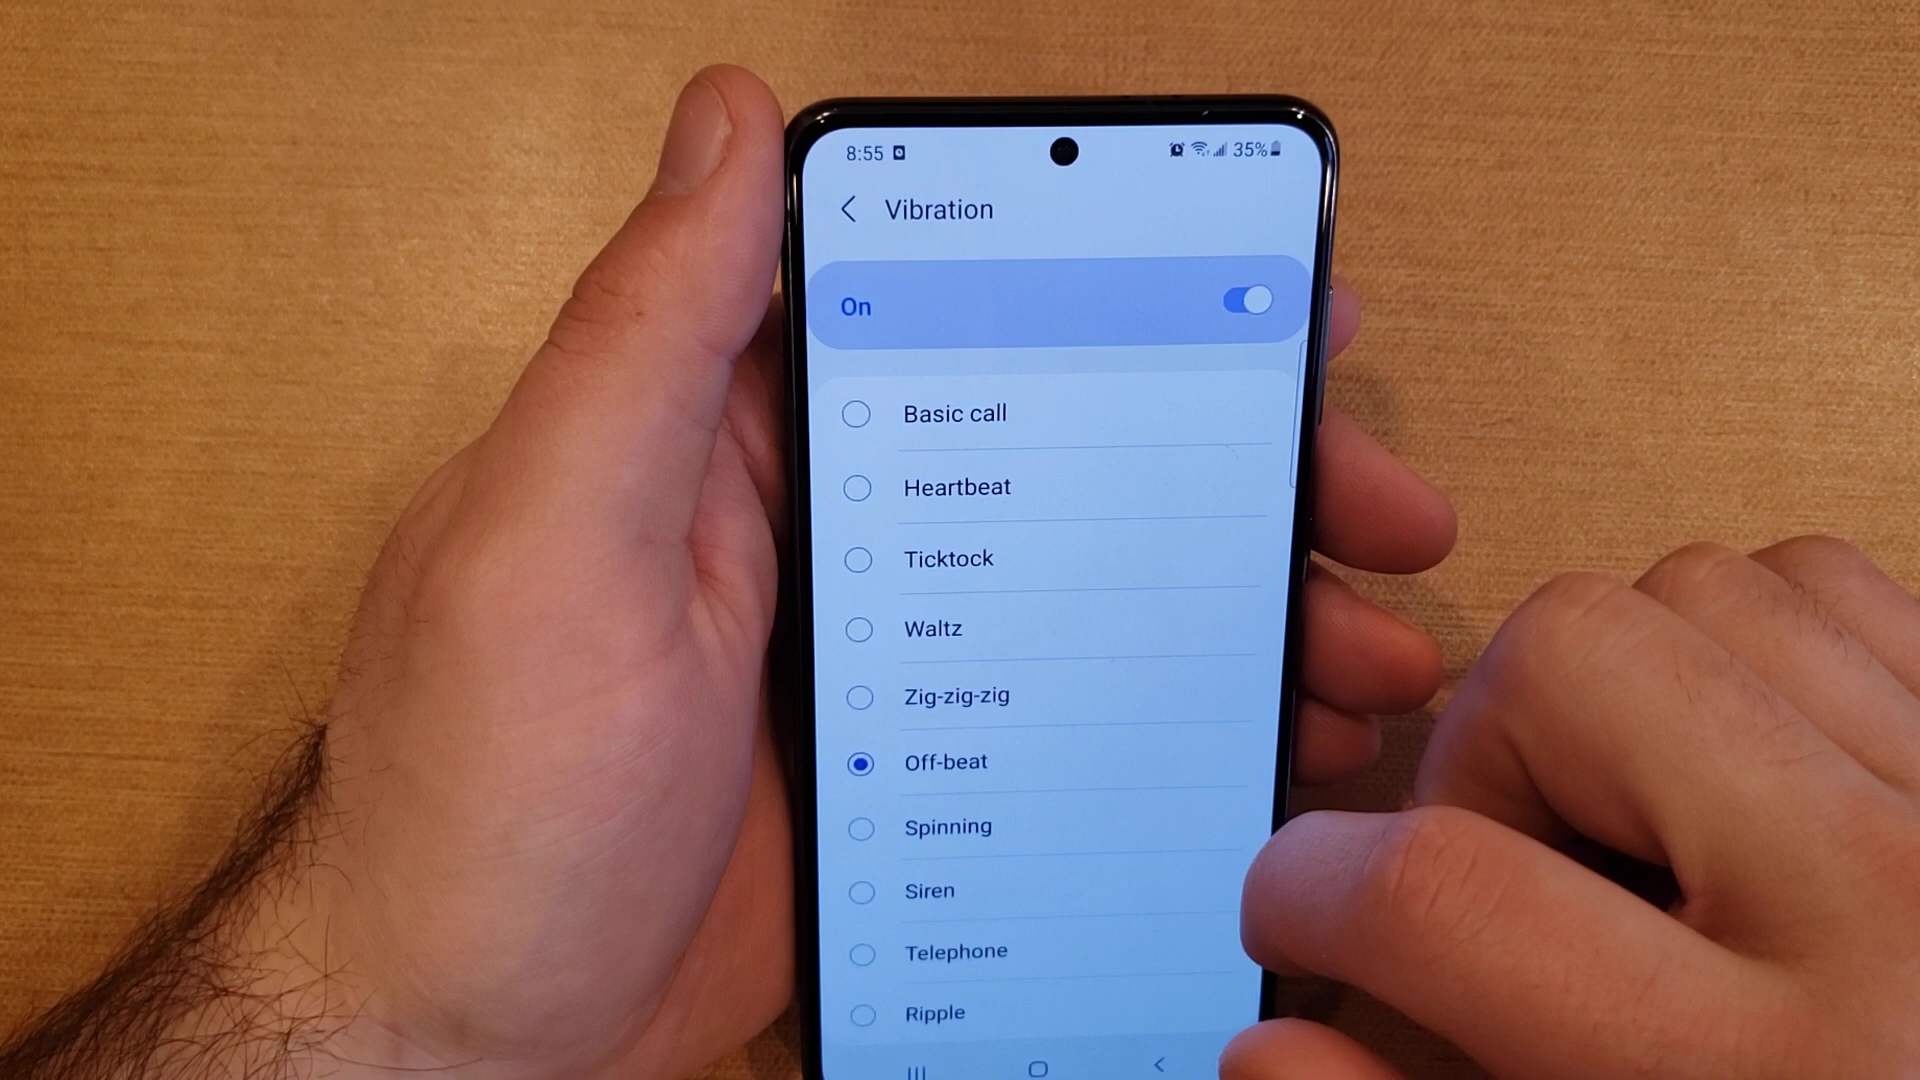 8:55 35%
Vibration
On
Basic call
Heartbeat
Ticktock
Waltz
Zig-zig-zig
Off-beat
Spinning
Siren
Telephone
Ripple